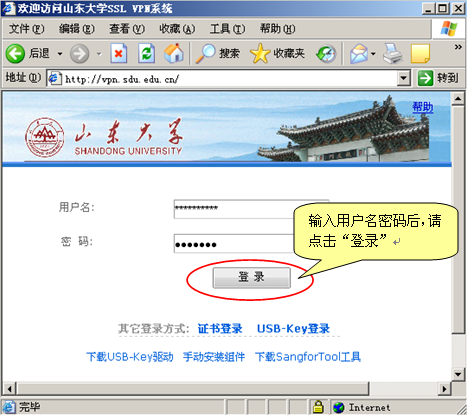 欢迎访问山东大学SSL VPN系统
文件(F) 编辑(E) 查看(V) 收藏(A) 工具(T) 帮助(H)
后退 搜索 收藏夹
地址(D) http://vpn.sdu.edu.cn/ 转到
帮助
山东大学
SHANDONG UNIVERSITY
用户名: **********
输入用户名密码后,请
点击“登录”
密 码: ●●●●●●●
登 录
其它登录方式: 证书登录 USB-Key登录
下载USB-Key驱动 手动安装组件 下载SangforTool工具
完毕 Internet